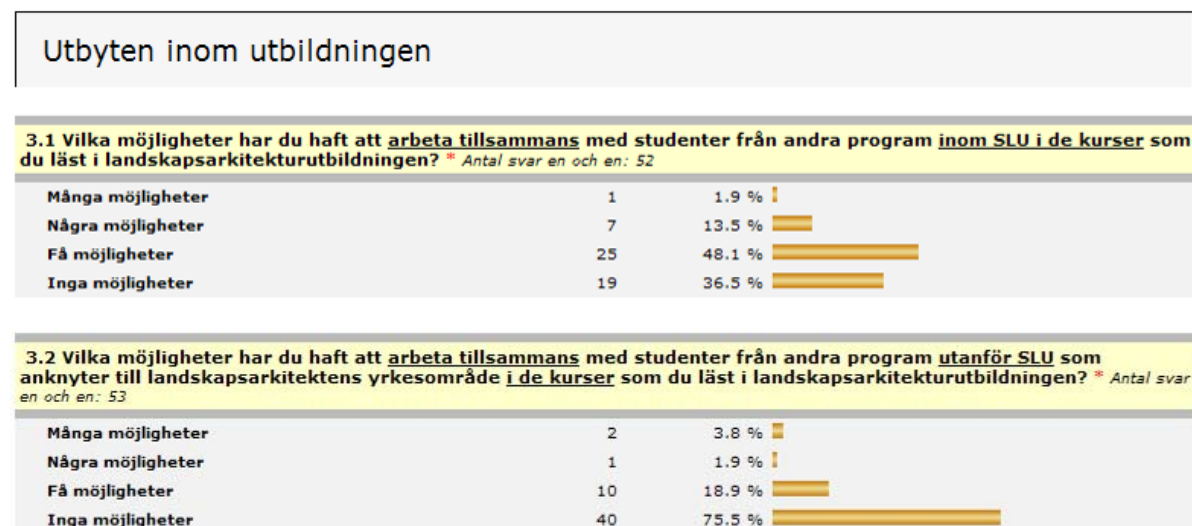 Utbyten inom utbildningen
3.1 Vilka möjligheter har du haft att arbeta tillsammans med studenter från andra program inom SLU i de kurser som
du läst i landskapsarkitekturutbildningen? * Antal svar en och en: 52
Många möjligheter 1 1.9 %
Några möjligheter 7 13.5 %
Få möjligheter 25 48.1 %
Inga möjligheter 19 36.5 %
3.2 Vilka möjligheter har du haft att arbeta tillsammans med studenter från andra program utanför SLU som
anknyter till landskapsarkitektens yrkesområde i de kurser som du läst i landskapsarkitekturutbildningen? * Antal svar
en och en: 53
Många möjligheter 2 3.8 %
Några möjligheter 1 1.9 %
Få möjligheter 10 18.9 %
Inga möjligheter 40 75.5 %